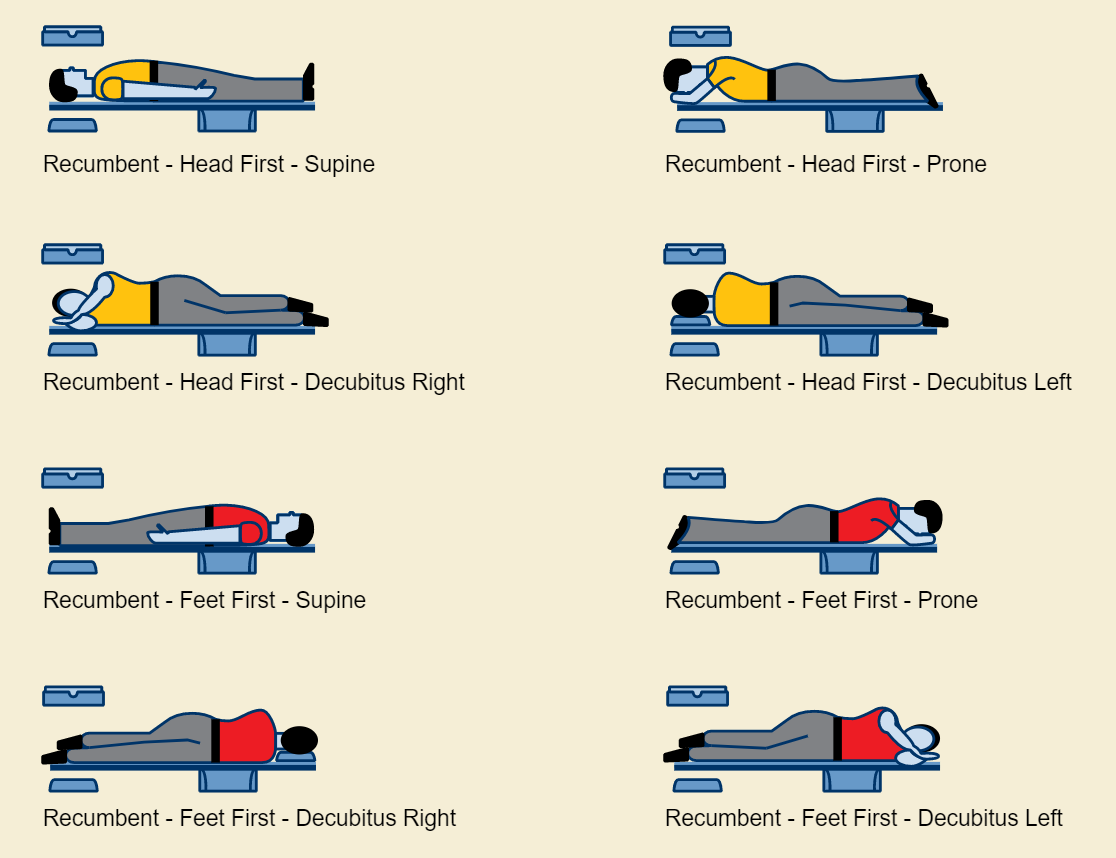 Recumbent - Head First - Supine
Recumbent - Head First - Prone
Recumbent - Head First - Decubitus Right
Recumbent - Head First - Decubitus Left
Recumbent - Feet First - Supine
Recumbent - Feet First - Prone
Recumbent - Feet First - Decubitus Right
Recumbent - Feet First - Decubitus Left